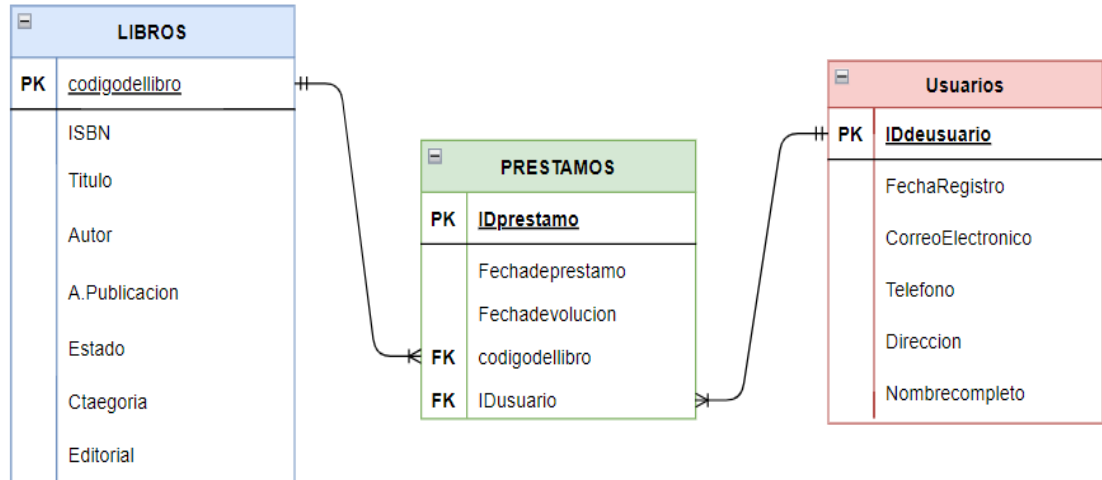 LIBROS
PK codigodellibro
ISBN
Titulo
Autor
A.Publicacion
Estado
Ctaegoria
Editorial
PRESTAMOS
PK IDprestamo
Fechadeprestamo
Fechadevolucion
FK codigodellibro
FK IDusuario
Usuarios
PK IDdeusuario
FechaRegistro
CorreoElectronico
Telefono
Direccion
Nombrecompleto